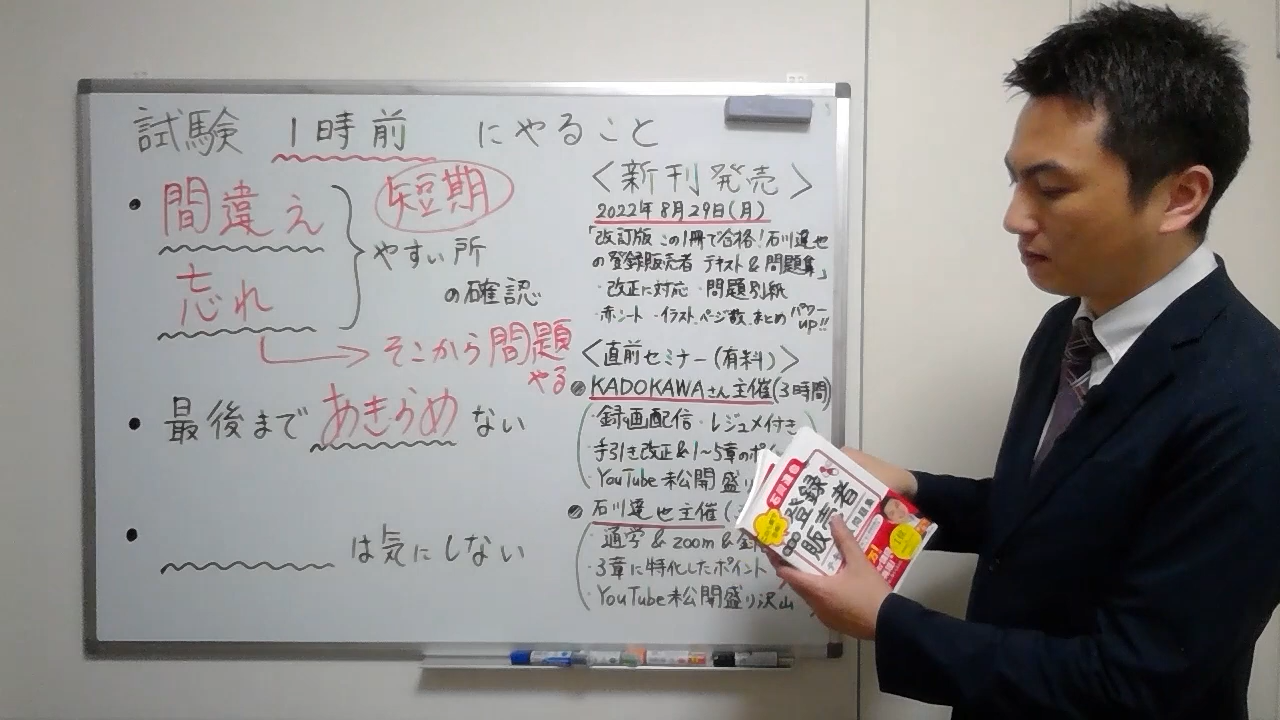 試験 1時前 にやること
・間違え
忘れ
短期
やすい所
の確認
そこから問題
やる
・最後まで あきらめ ない
・ は気にしない
<新刊発売>
2022年8月29日(月)
「改訂版 この1冊で合格!石川達也
の登録販売者 テキスト&問題集」
・改正に対応 ・問題別紙
・赤シート ・イラスト、ページ数、まとめ パワー
up!!
<直前セミナー(有料)>
KADOKAWAさん主催(3時間)
・録画配信・レジュメ付き
・手引き改正&1~5章のポ
・YouTube未公開盛り
石川達也主催(
・通学&zoom&
・3章に特化したポイント
・YouTube未公開盛り沢山
石川達也
登録
販売者